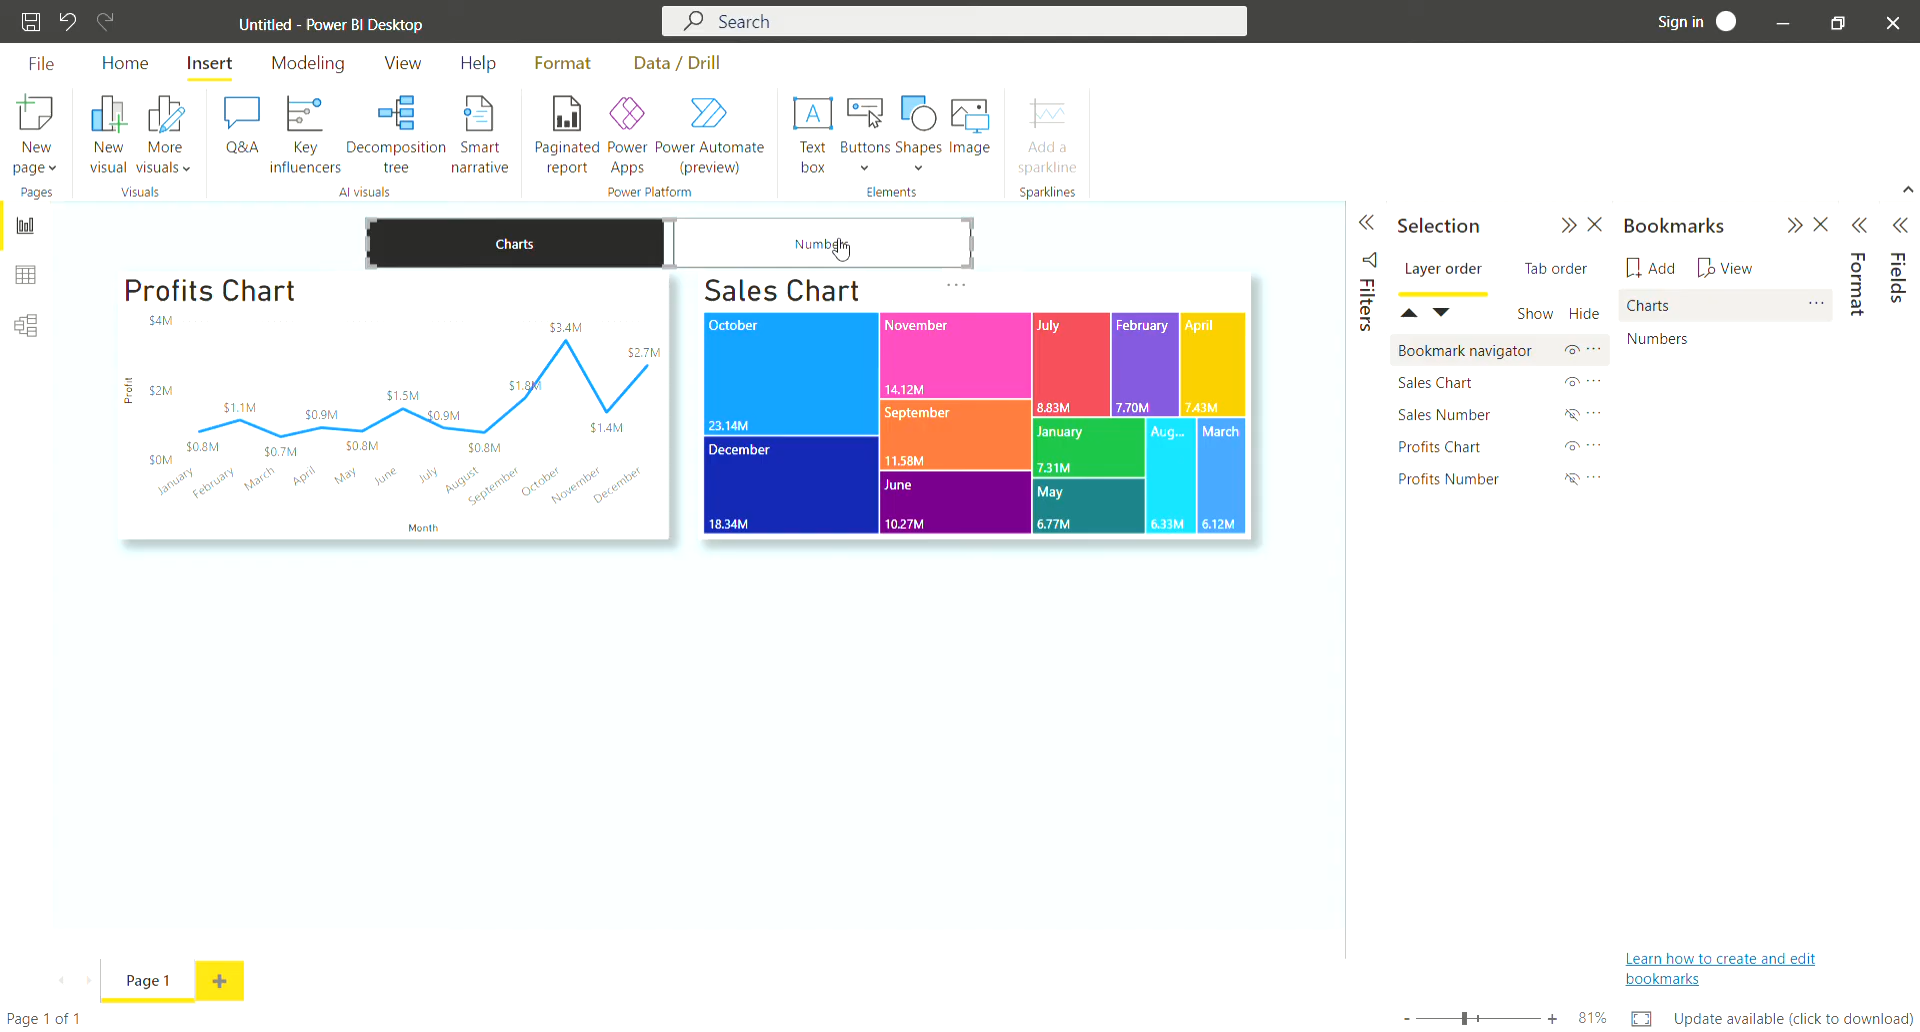 Untitled - Power BI Desktop
Search
Sign in
File
Home
Insert
Modeling
View
Help
Format
Data / Drill
New page
Pages
New visual
More visuals
Visuals
Q&A
Key influencers
Decomposition tree
Smart narrative
AI visuals
Paginated report
Power Apps
Power Automate (preview)
Power Platform
Text box
Buttons
Shapes
Image
Elements
Add a sparkline
Sparklines
Charts
Profits Chart
$4M
$2M
$0M
Profit
$0.8M
$1.1M
$0.7M
$0.9M
$0.8M
$1.5M
$0.9M
$0.8M
$1.8M
$3.4M
$1.4M
$2.7M
January
February
March
April
May
June
July
August
September
October
November
December
Month
Sales Chart
October
23.14M
December
18.34M
November
14.12M
September
11.58M
June
10.27M
July
8.83M
February
7.70M
April
7.43M
January
7.31M
May
6.77M
Aug...
6.33M
March
6.12M
Filters
Selection
Layer order
Tab order
Show
Hide
Bookmark navigator
Sales Chart
Sales Number
Profits Chart
Profits Number
Bookmarks
Add
View
Charts
Numbers
Learn how to create and edit
bookmarks
Format
Fields
Page 1
Page 1 of 1
- + 81%
Update available (click to download)